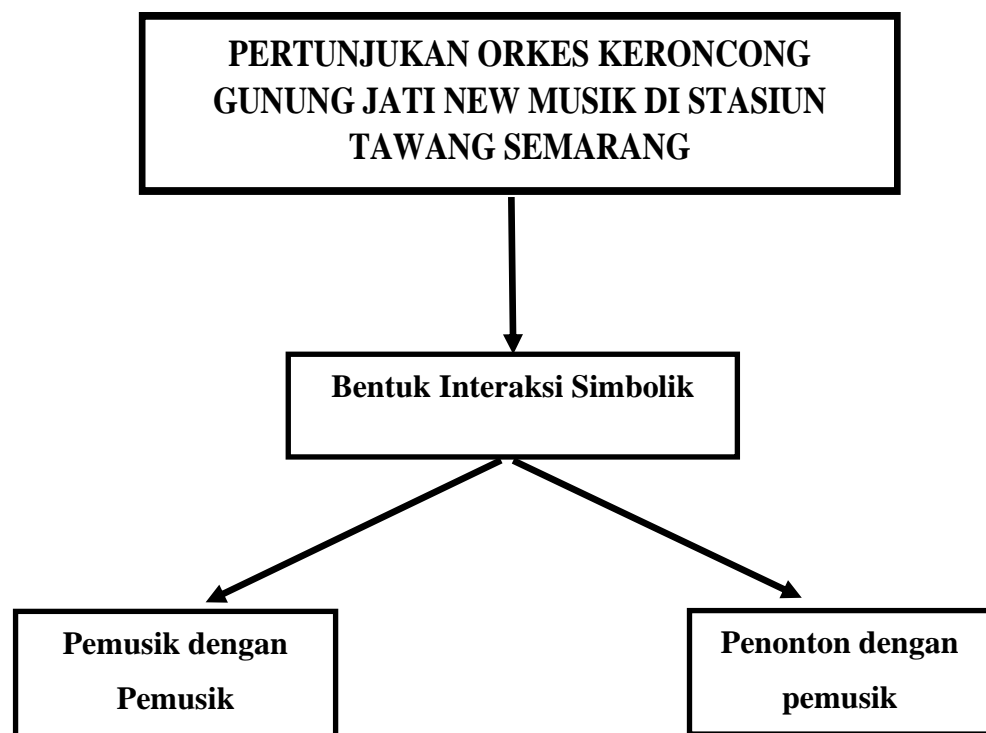 PERTUNJUKAN ORKES KERONCONG
GUNUNG JATI NEW MUSIK DI STASIUN
TAWANG SEMARANG
Bentuk Interaksi Simbolik
Pemusik dengan
Pemusik
Penonton dengan
pemusik